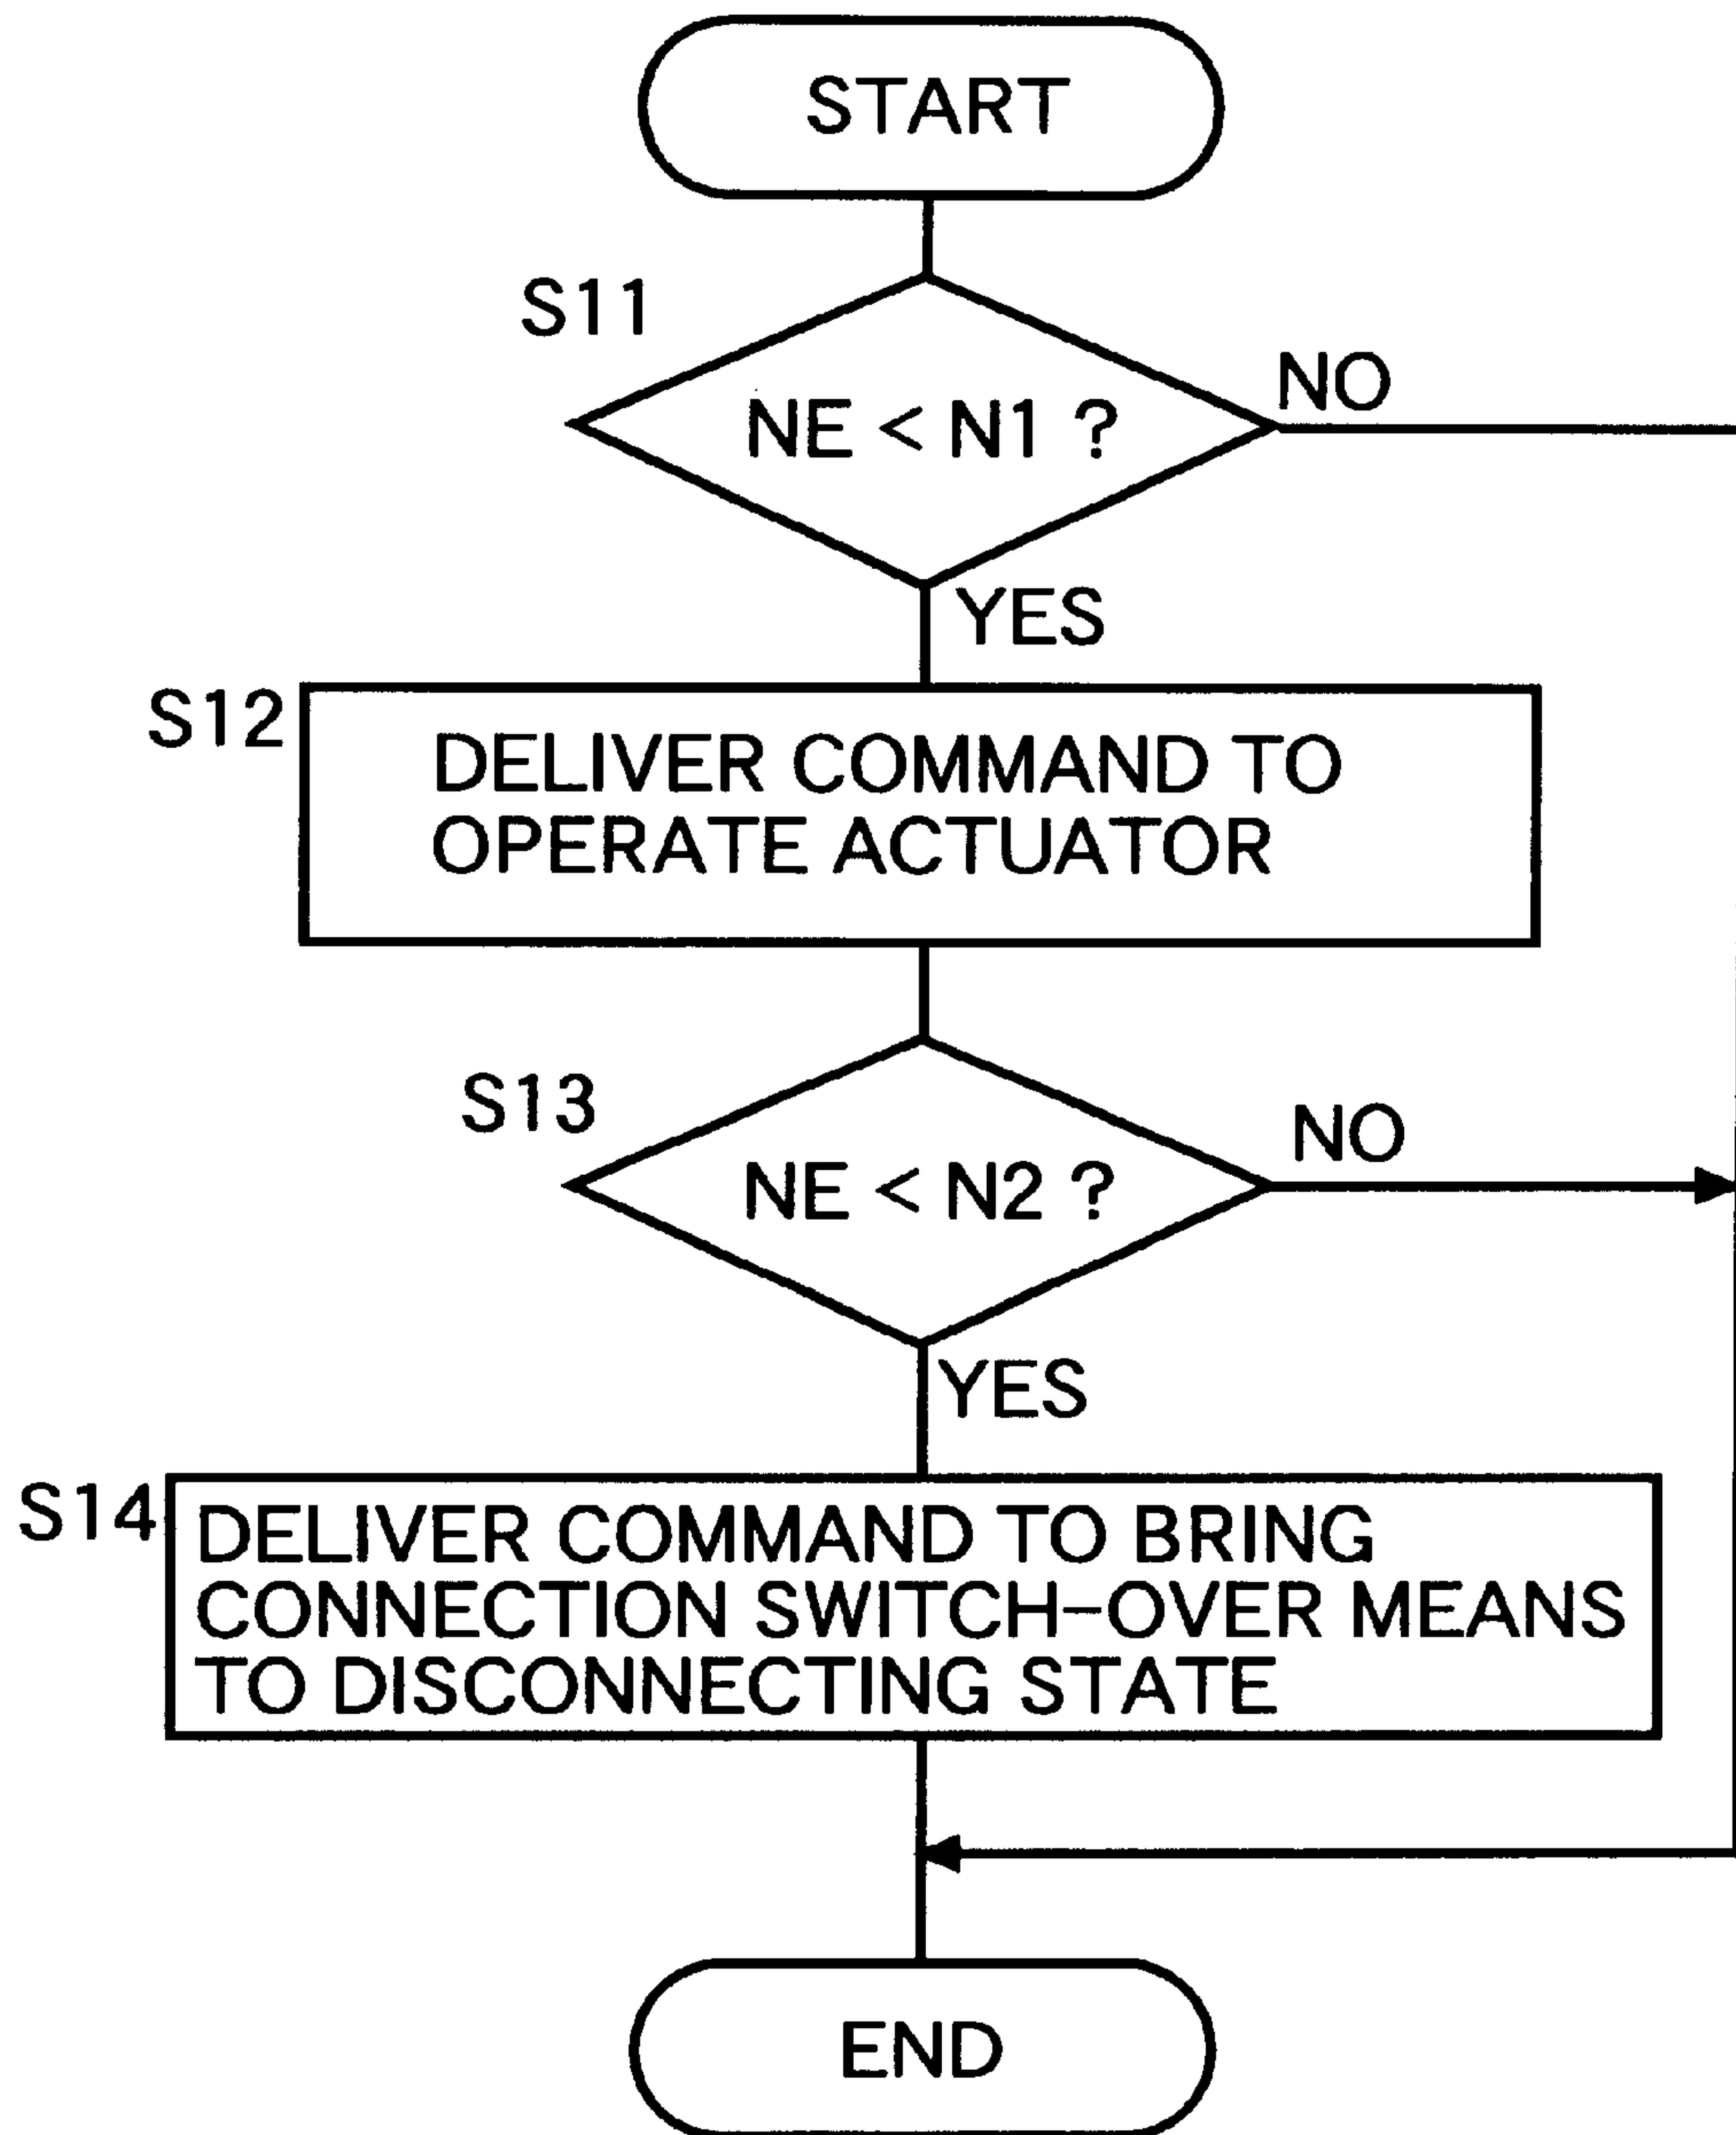 START
S11
NE < N1 ?
NO
YES
S12
DELIVER COMMAND TO
OPERATE ACTUATOR
S13
NE < N2 ?
NO
YES
S14
DELIVER COMMAND TO BRING
CONNECTION SWITCH-OVER MEANS
TO DISCONNECTING STATE
END